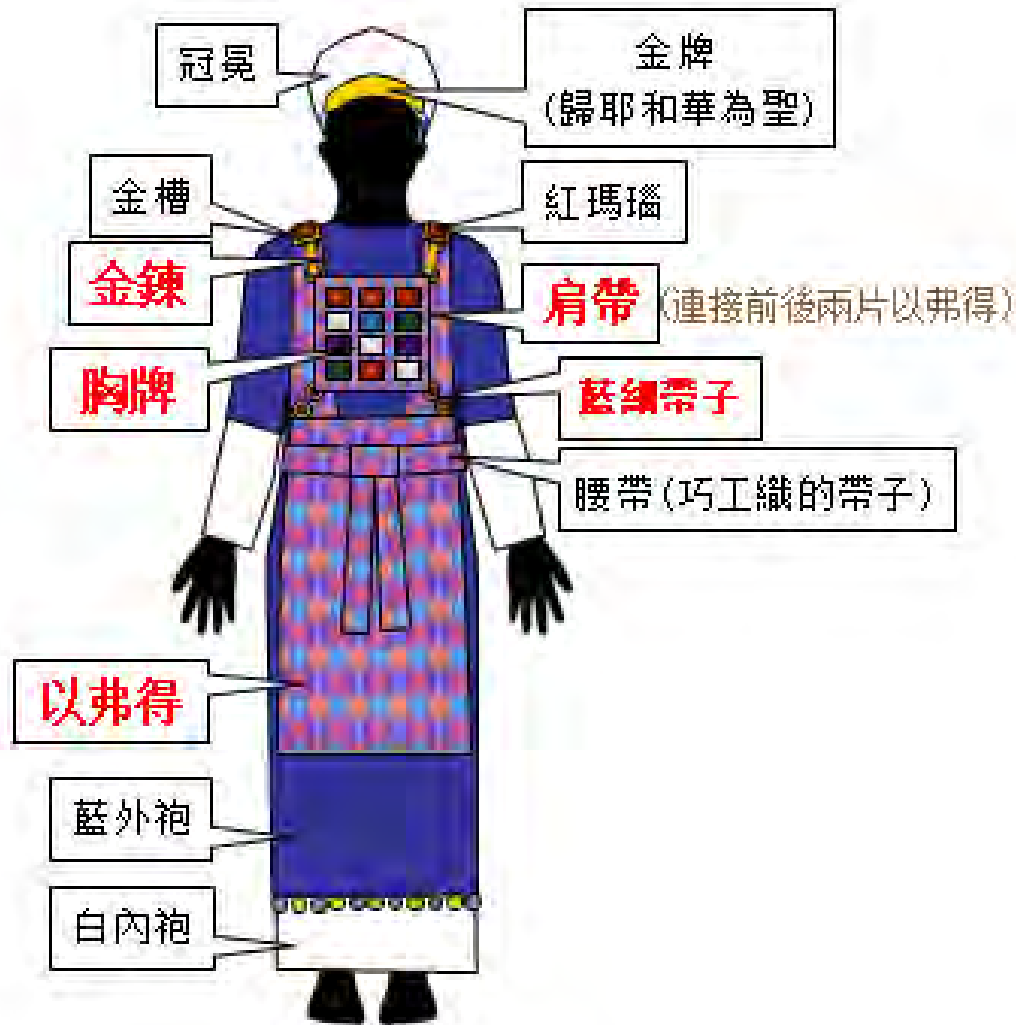 冠冕
金牌
(歸耶和華為聖)
金槽
紅瑪瑙
金鍊
肩帶(連接前後兩片以弗得)
胸牌
藍細帶子
腰帶(巧工織的帶子)
以弗得
藍外袍
白內袍